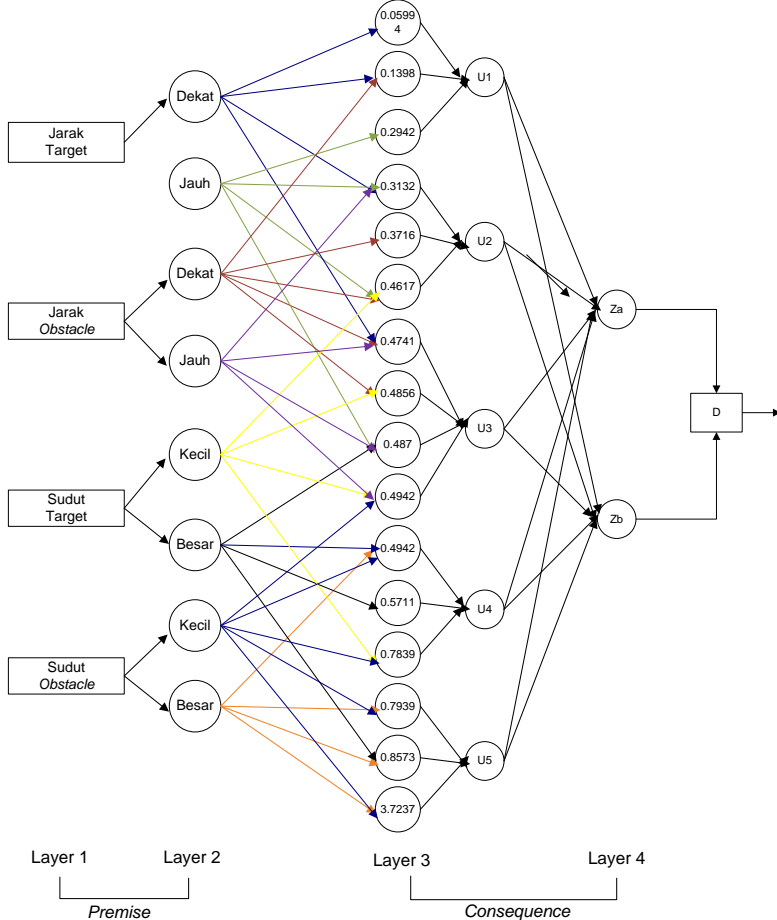 Jarak
Target
Jarak
Obstacle
Sudut
Target
Sudut
Obstacle
Dekat
Jauh
Dekat
Jauh
Kecil
Besar
Kecil
Besar
0.0599
4
0.1398
0.2942
0.3132
0.3716
0.4617
0.4741
0.4856
0.487
0.4942
0.4942
0.5711
0.7839
0.7939
0.8573
3.7237
U1
U2
U3
U4
U5
Za
Zb
D
Layer 1
Layer 2
Layer 3
Layer 4
Premise
Consequence